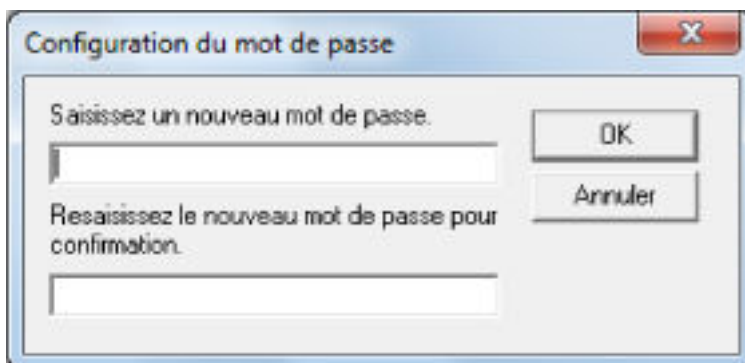 Configuration du mot de passe
Saisissez un nouveau mot de passe.
OK
Annuler
Resaisissez le nouveau mot de passe pour
confirmation.